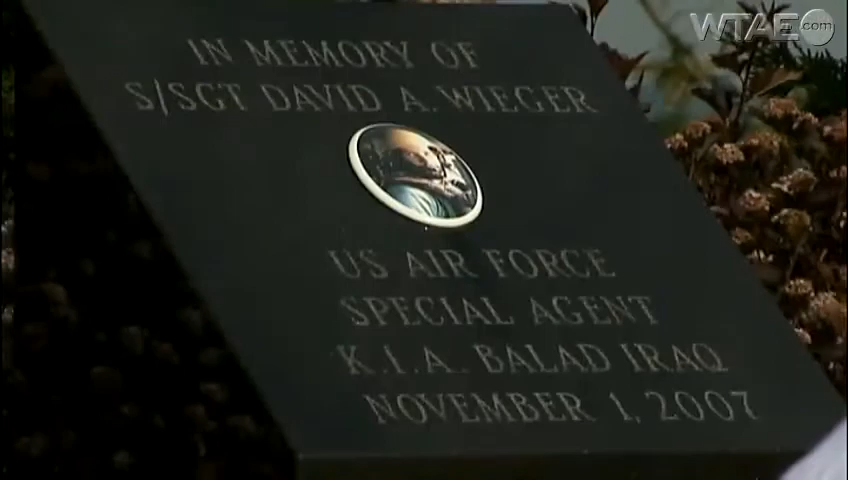 WTAE.com
IN MEMORY OF
S/SGT DAVID A. WIEGER
US AIR FORCE
SPECIAL AGENT
K.I.A. BALAD IRAQ
NOVEMBER 1, 2007